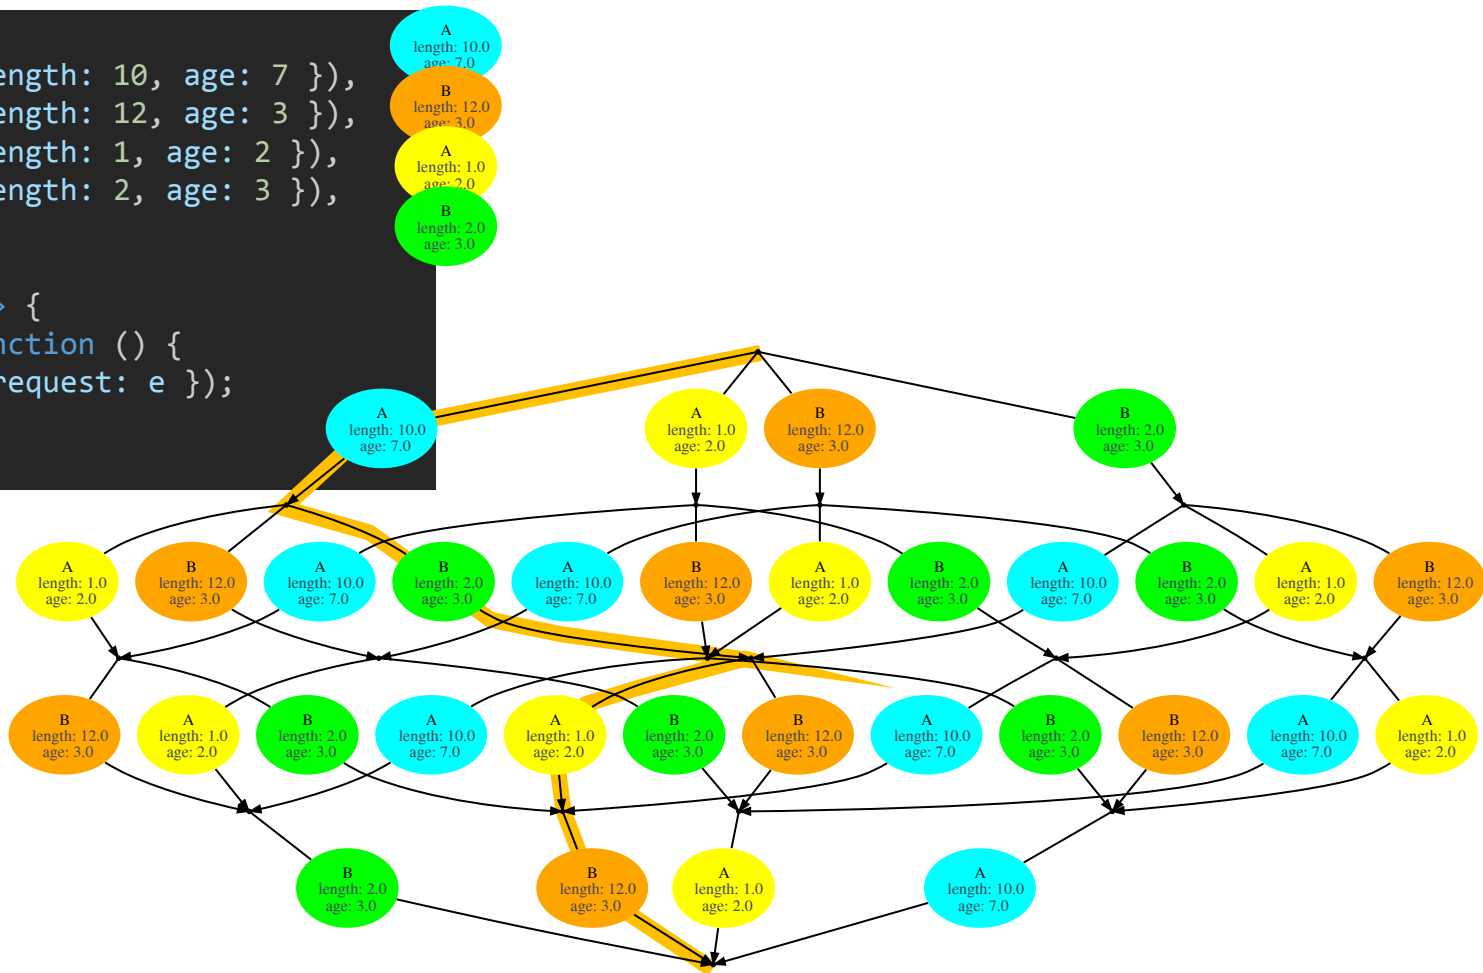 ength: 10, age: 7 }),
ength: 12, age: 3 }),
ength: 1, age: 2 }),
ength: 2, age: 3 }),
> {
nction () {
request: e });
A
length: 10.0
age: 7.0
B
length: 12.0
age: 3.0
A
length: 1.0
age: 2.0
B
length: 2.0
age: 3.0
A
length: 10.0
age: 7.0
A
length: 1.0
age: 2.0
B
length: 12.0
age: 3.0
B
length: 2.0
age: 3.0
A
length: 1.0
age: 2.0
B
length: 12.0
age: 3.0
A
length: 10.0
age: 7.0
B
length: 2.0
age: 3.0
A
length: 10.0
age: 7.0
B
length: 12.0
age: 3.0
A
length: 1.0
age: 2.0
B
length: 2.0
age: 3.0
A
length: 10.0
age: 7.0
B
length: 2.0
age: 3.0
A
length: 1.0
age: 2.0
B
length: 12.0
age: 3.0
B
length: 12.0
age: 3.0
A
length: 1.0
age: 2.0
B
length: 2.0
age: 3.0
A
length: 10.0
age: 7.0
A
length: 1.0
age: 2.0
B
length: 2.0
age: 3.0
B
length: 12.0
age: 3.0
A
length: 10.0
age: 7.0
B
length: 2.0
age: 3.0
B
length: 12.0
age: 3.0
A
length: 10.0
age: 7.0
A
length: 1.0
age: 2.0
B
length: 2.0
age: 3.0
B
length: 12.0
age: 3.0
A
length: 1.0
age: 2.0
A
length: 10.0
age: 7.0